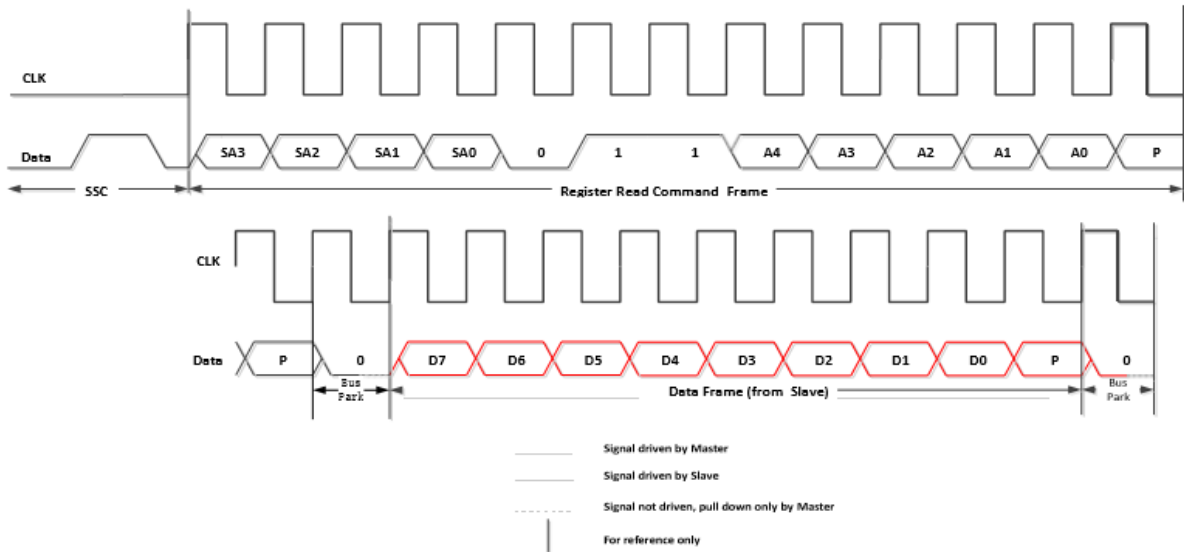 CLK
Data SA3 SA2 SA1 SA0 0 1 1 A4 A3 A2 A1 A0 P
SSC Register Read Command Frame
CLK
Data P 0 D7 D6 D5 D4 D3 D2 D1 D0 P 0
Bus Park Data Frame (from Slave) Bus Park
Signal driven by Master
Signal driven by Slave
Signal not driven, pull down only by Master
For reference only